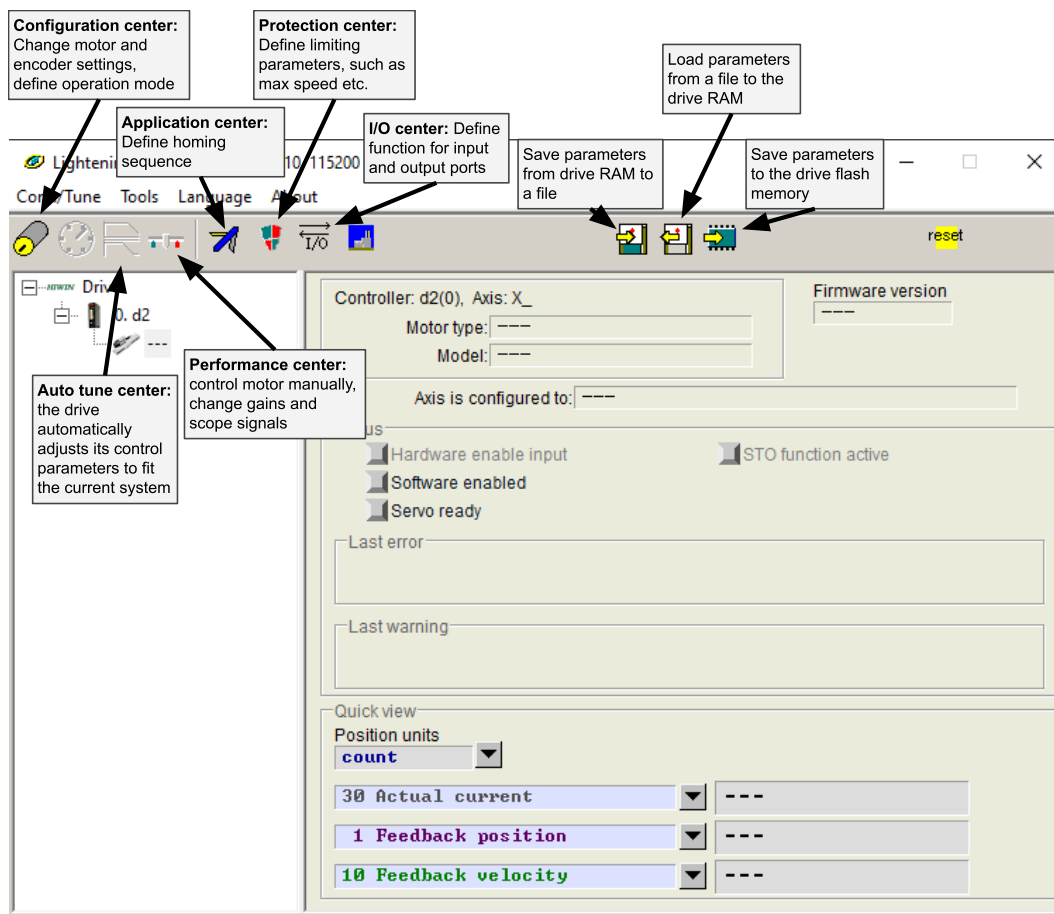 Configuration center:
Change motor and
encoder settings,
define operation mode
Protection center:
Define limiting
parameters, such as
max speed etc.
Load parameters
from a file to the
drive RAM
Application center:
Define homing
sequence
I/O center: Define
function for input
and output ports
Save parameters
from drive RAM to
a file
Save parameters
to the drive flash
memory
115200
Tools Language
I/O
reset
HIWIN
0. d2
---
Controller: d2(0), Axis: X_
Firmware version
---
Motor type: ---
Model: ---
Performance center:
control motor manually,
change gains and
scope signals
Auto tune center:
the drive
automatically
adjusts its control
parameters to fit
the current system
Axis is configured to: ---
Hardware enable input
STO function active
Software enabled
Servo ready
Last error
Last warning
Quick view
Position units
count
30 Actual current ---
1 Feedback position ---
10 Feedback velocity ---